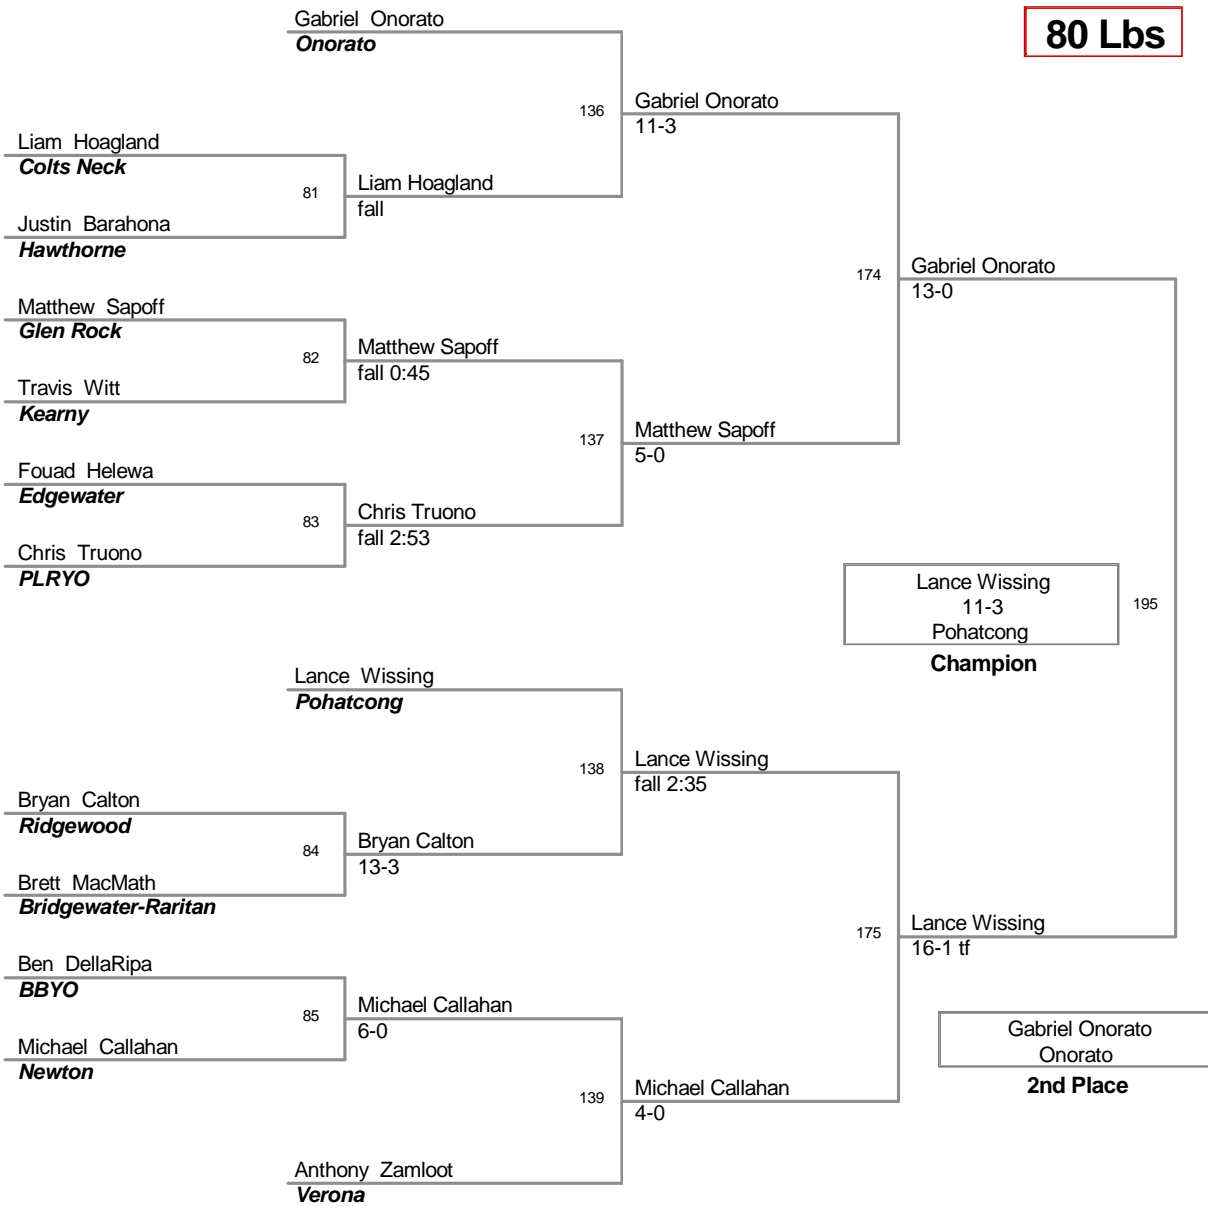 Gabriel Onorato
Onorato
80 Lbs
136
Gabriel Onorato
11-3
Liam Hoagland
Colts Neck
81
Liam Hoagland
fall
Justin Barahona
Hawthorne
174
Gabriel Onorato
13-0
Matthew Sapoff
Glen Rock
82
Matthew Sapoff
fall 0:45
Travis Witt
Kearny
137
Matthew Sapoff
5-0
Fouad Helewa
Edgewater
83
Chris Truono
fall 2:53
Chris Truono
PLRYO
Lance Wissing
11-3
Pohatcong
195
Champion
Lance Wissing
Pohatcong
138
Lance Wissing
fall 2:35
Bryan Calton
Ridgewood
84
Bryan Calton
13-3
Brett MacMath
Bridgewater-Raritan
175
Lance Wissing
16-1 tf
Ben DellaRipa
BBYO
85
Michael Callahan
6-0
Michael Callahan
Newton
Gabriel Onorato
Onorato
2nd Place
139
Michael Callahan
4-0
Anthony Zamloot
Verona